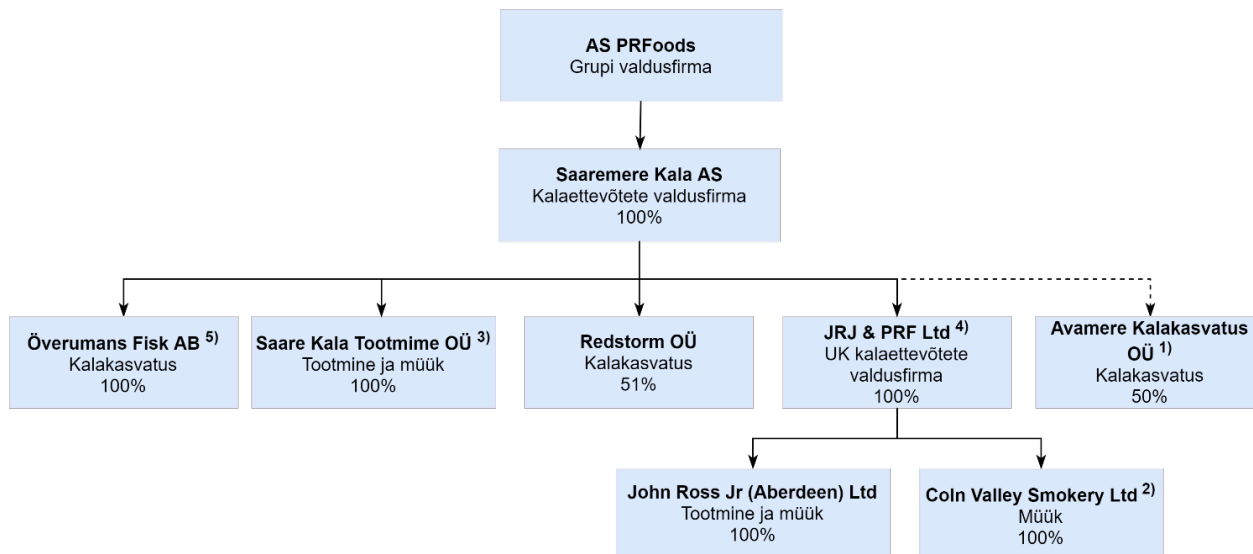 AS PRFoods
Grupi valdusfirma
Saaremere Kala AS
Kalaettevõtete valdusfirma
100%
Överumans Fisk AB 5)
Kalakasvatus
100%
Saare Kala Tootmime OÜ 3)
Tootmine ja müük
100%
Redstorm OÜ
Kalakasvatus
51%
JRJ & PRF Ltd 4)
UK kalaettevõtete
valdusfirma
100%
Avamere Kalakasvatus
OÜ 1)
Kalakasvatus
50%
John Ross Jr (Aberdeen) Ltd
Tootmine ja müük
100%
Coln Valley Smokery Ltd 2)
Müük
100%